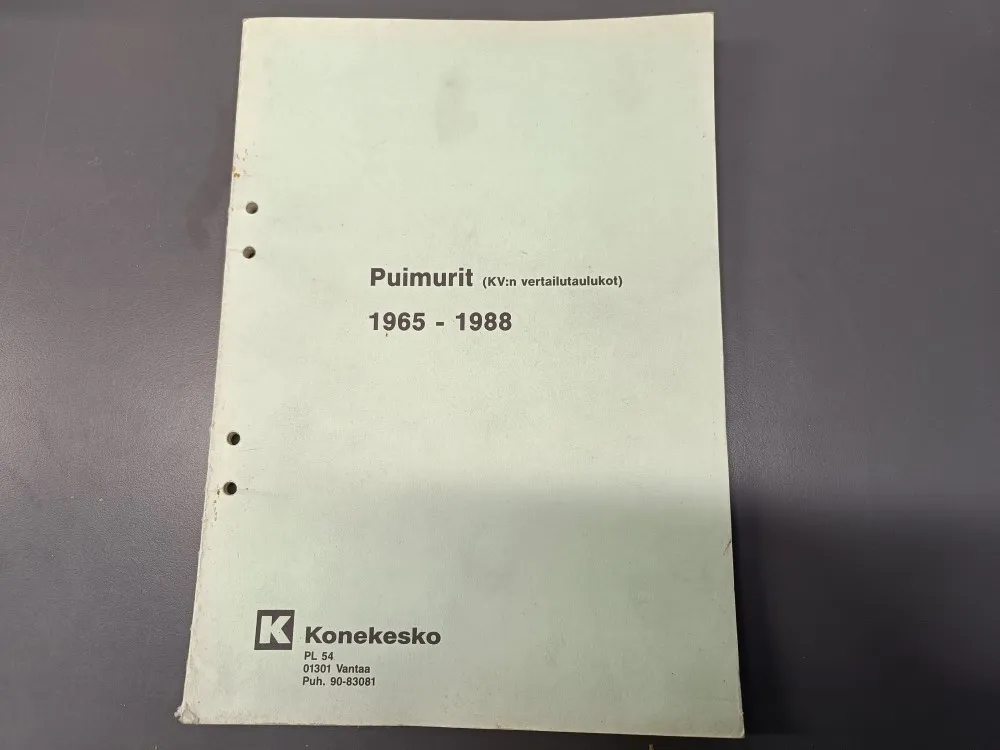 Puimurit (KV:n vertailutaulukot)
1965 - 1988
K Konekesko
PL 54
01301 Vantaa
Puh. 90-83081